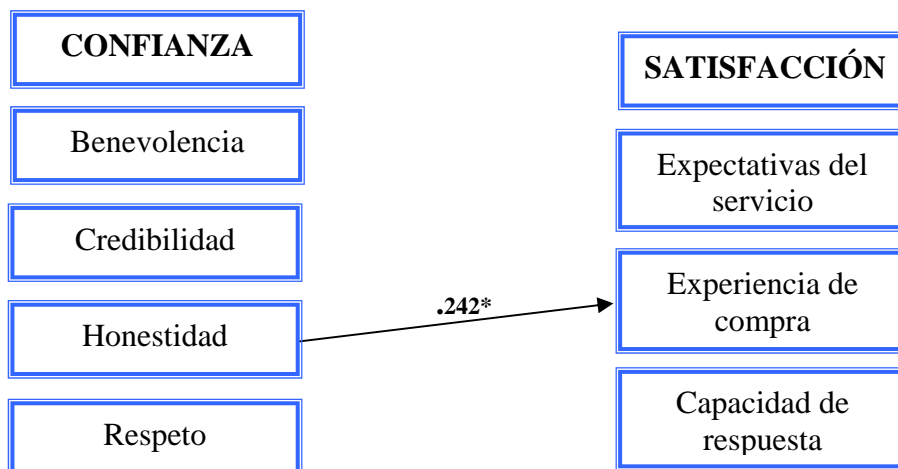 CONFIANZA
Benevolencia
Credibilidad
Honestidad
Respeto
.242*
SATISFACCIÓN
Expectativas del
servicio
Experiencia de
compra
Capacidad de
respuesta